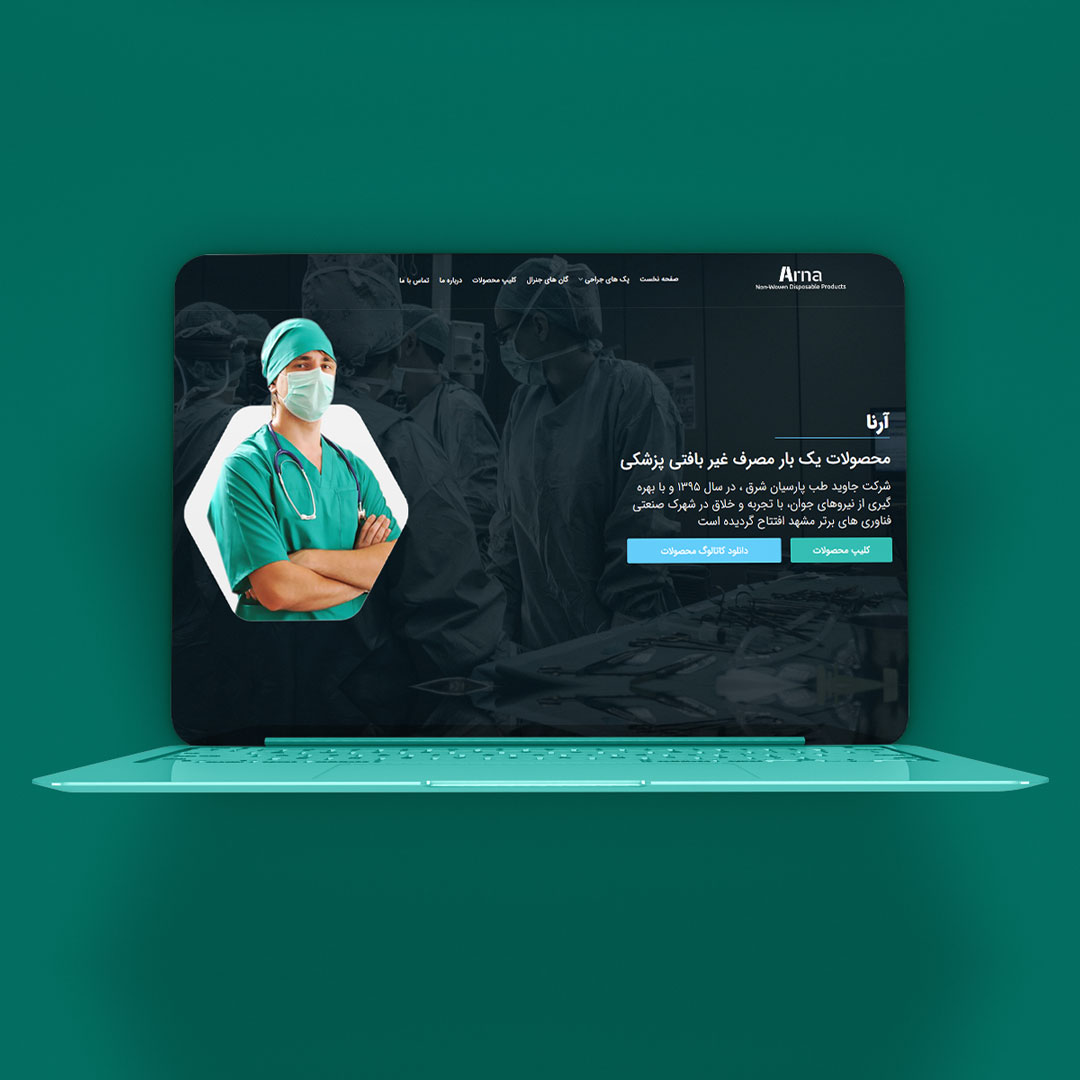 Arna
Non-Woven Disposable Products
صفحه نخست
پک های جراحی
گان های جنرال
کلیپ محصولات
درباره ما
تماس با ما
آرنا
محصولات یک بار مصرف غیر بافتی پزشکی
شرکت جاوید طب پارسیان شرق ، در سال ۱۳۹۵ و با بهره
گیری از نیروهای جوان، با تجربه و خلاق در شهرک صنعتی
فناوری های برتر مشهد افتتاح گردیده است
کلیپ محصولات
دانلود کاتالوگ محصولات